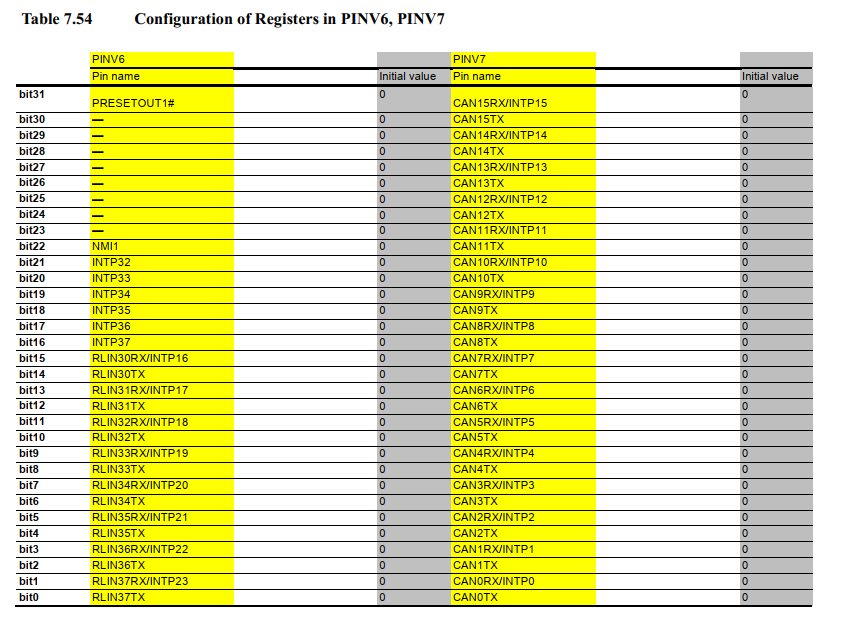 Table 7.54 Configuration of Registers in PINV6, PINV7
PINV6 PINV7
Pin name Initial value Pin name Initial value
bit31 PRESETOUT1# 0 CAN15RX/INTP15 0
bit30 — 0 CAN15TX 0
bit29 — 0 CAN14RX/INTP14 0
bit28 — 0 CAN14TX 0
bit27 — 0 CAN13RX/INTP13 0
bit26 — 0 CAN13TX 0
bit25 — 0 CAN12RX/INTP12 0
bit24 — 0 CAN12TX 0
bit23 — 0 CAN11RX/INTP11 0
bit22 NMI1 0 CAN11TX 0
bit21 INTP32 0 CAN10RX/INTP10 0
bit20 INTP33 0 CAN10TX 0
bit19 INTP34 0 CAN9RX/INTP9 0
bit18 INTP35 0 CAN9TX 0
bit17 INTP36 0 CAN8RX/INTP8 0
bit16 INTP37 0 CAN8TX 0
bit15 RLIN30RX/INTP16 0 CAN7RX/INTP7 0
bit14 RLIN30TX 0 CAN7TX 0
bit13 RLIN31RX/INTP17 0 CAN6RX/INTP6 0
bit12 RLIN31TX 0 CAN6TX 0
bit11 RLIN32RX/INTP18 0 CAN5RX/INTP5 0
bit10 RLIN32TX 0 CAN5TX 0
bit9 RLIN33RX/INTP19 0 CAN4RX/INTP4 0
bit8 RLIN33TX 0 CAN4TX 0
bit7 RLIN34RX/INTP20 0 CAN3RX/INTP3 0
bit6 RLIN34TX 0 CAN3TX 0
bit5 RLIN35RX/INTP21 0 CAN2RX/INTP2 0
bit4 RLIN35TX 0 CAN2TX 0
bit3 RLIN36RX/INTP22 0 CAN1RX/INTP1 0
bit2 RLIN36TX 0 CAN1TX 0
bit1 RLIN37RX/INTP23 0 CAN0RX/INTP0 0
bit0 RLIN37TX 0 CAN0TX 0